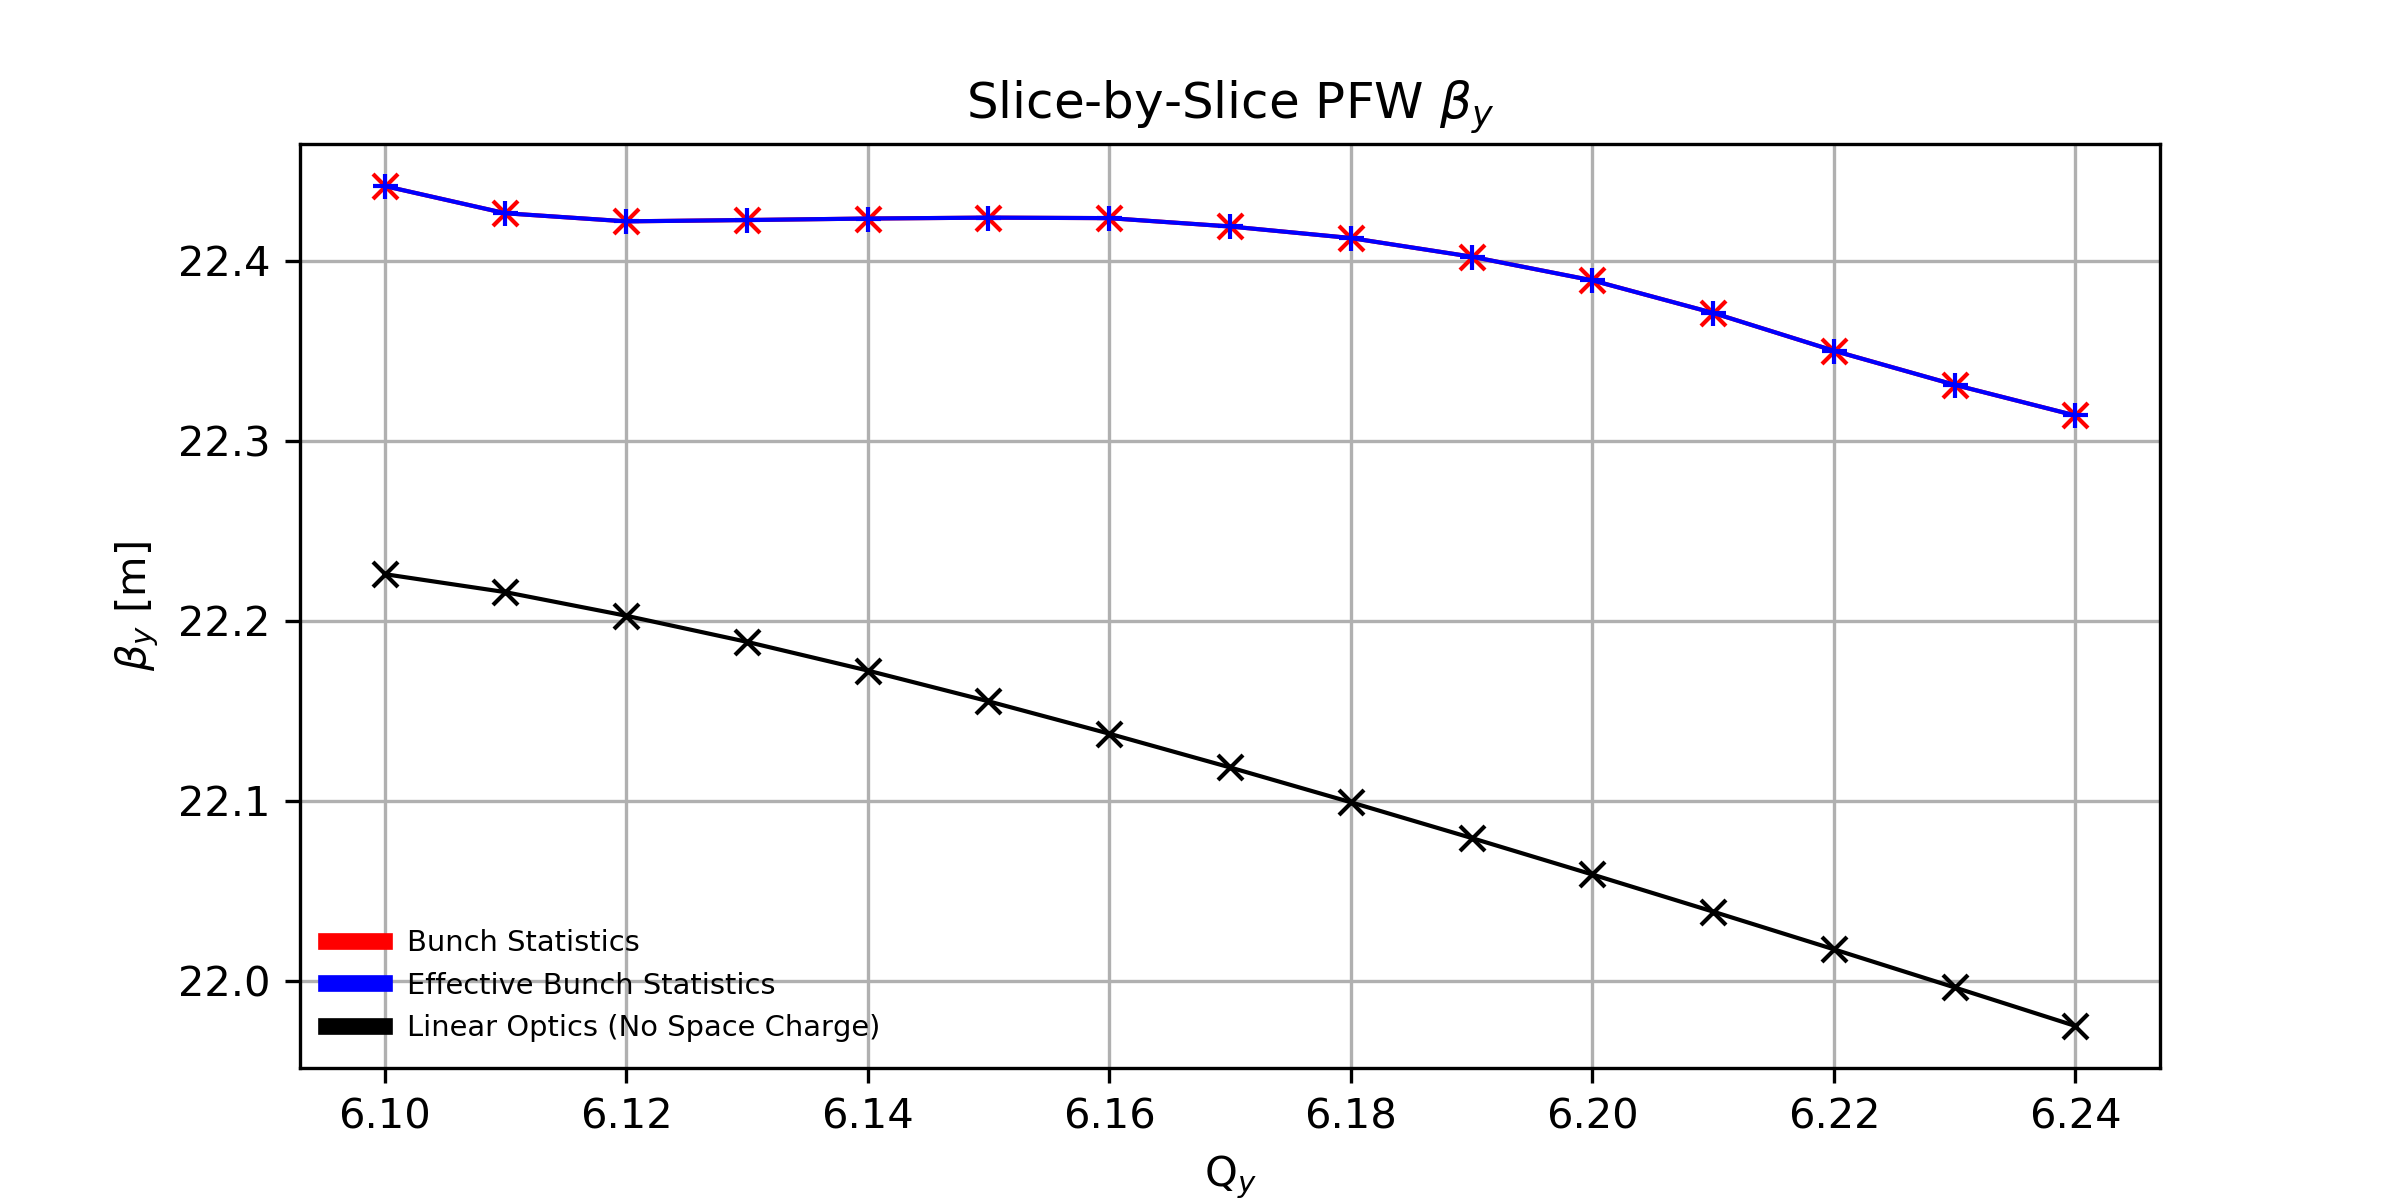 Slice-by-Slice PFW βy
βy [m]
22.4
22.3
22.2
22.1
22.0
Bunch Statistics
Effective Bunch Statistics
Linear Optics (No Space Charge)
6.10 6.12 6.14 6.16 6.18 6.20 6.22 6.24
Qy